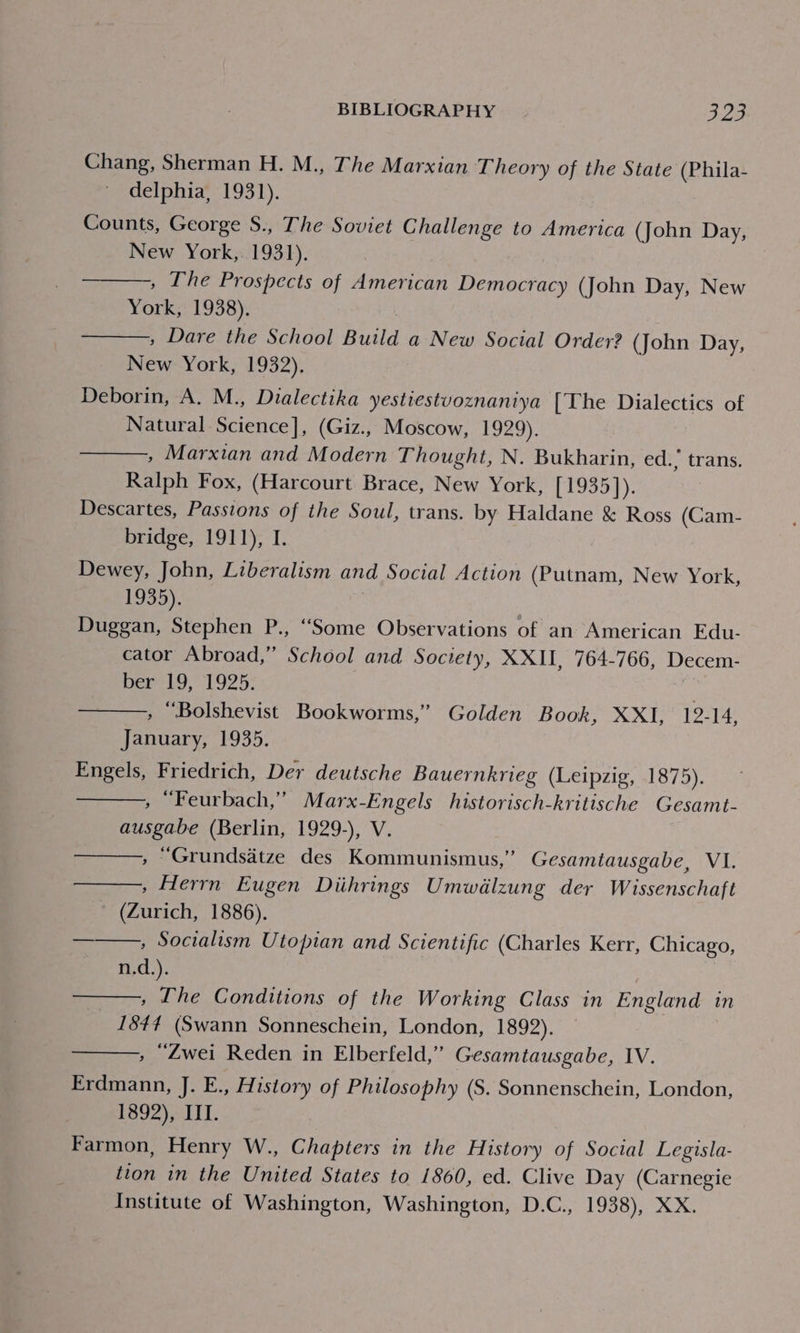 BIBLIOGRAPHY 323
Chang, Sherman H. M., The Marxian Theory of the State (Phila-
delphia, 1931).
Counts, George S., The Soviet Challenge to America (John Day,
New York, 1931).
———, The Prospects of American Democracy (John Day, New
York, 1938).
———, Dare the School Build a New Social Order? (John Day,
New York, 1932).
Deborin, A. M., Dialectika yestiestvoznaniya [The Dialectics of
Natural Science], (Giz., Moscow, 1929).
———, Marxian and Modern Thought, N. Bukharin, ed., trans.
Ralph Fox, (Harcourt Brace, New York, [1935]).
Descartes, Passions of the Soul, trans. by Haldane & Ross (Cam-
bridge, 1911), I.
Dewey, John, Liberalism and Social Action (Putnam, New York,
1935).
Duggan, Stephen P., “Some Observations of an American Edu-
cator Abroad,” School and Society, XXII, 764-766, Decem-
ber 19, 1925.
———, “Bolshevist Bookworms,” Golden Book, XXI, 12-14,
January, 1935.
Engels, Friedrich, Der deutsche Bauernkrieg (Leipzig, 1875).
———, “Feurbach,” Marx-Engels historisch-kritische Gesamt-
ausgabe (Berlin, 1929-), V.
———, “Grundsätze des Kommunismus,” Gesamtausgabe, VI.
———, Herrn Eugen Dührings Umwälzung der Wissenschaft
(Zurich, 1886).
———, Socialism Utopian and Scientific (Charles Kerr, Chicago,
n.d.).
———, The Conditions of the Working Class in England in
1844 (Swann Sonneschein, London, 1892).
———, “Zwei Reden in Elberfeld,” Gesamtausgabe, IV.
Erdmann, J. E., History of Philosophy (S. Sonnenschein, London,
1892), III.
Farmon, Henry W., Chapters in the History of Social Legisla-
tion in the United States to 1860, ed. Clive Day (Carnegie
Institute of Washington, Washington, D.C., 1938), XX.